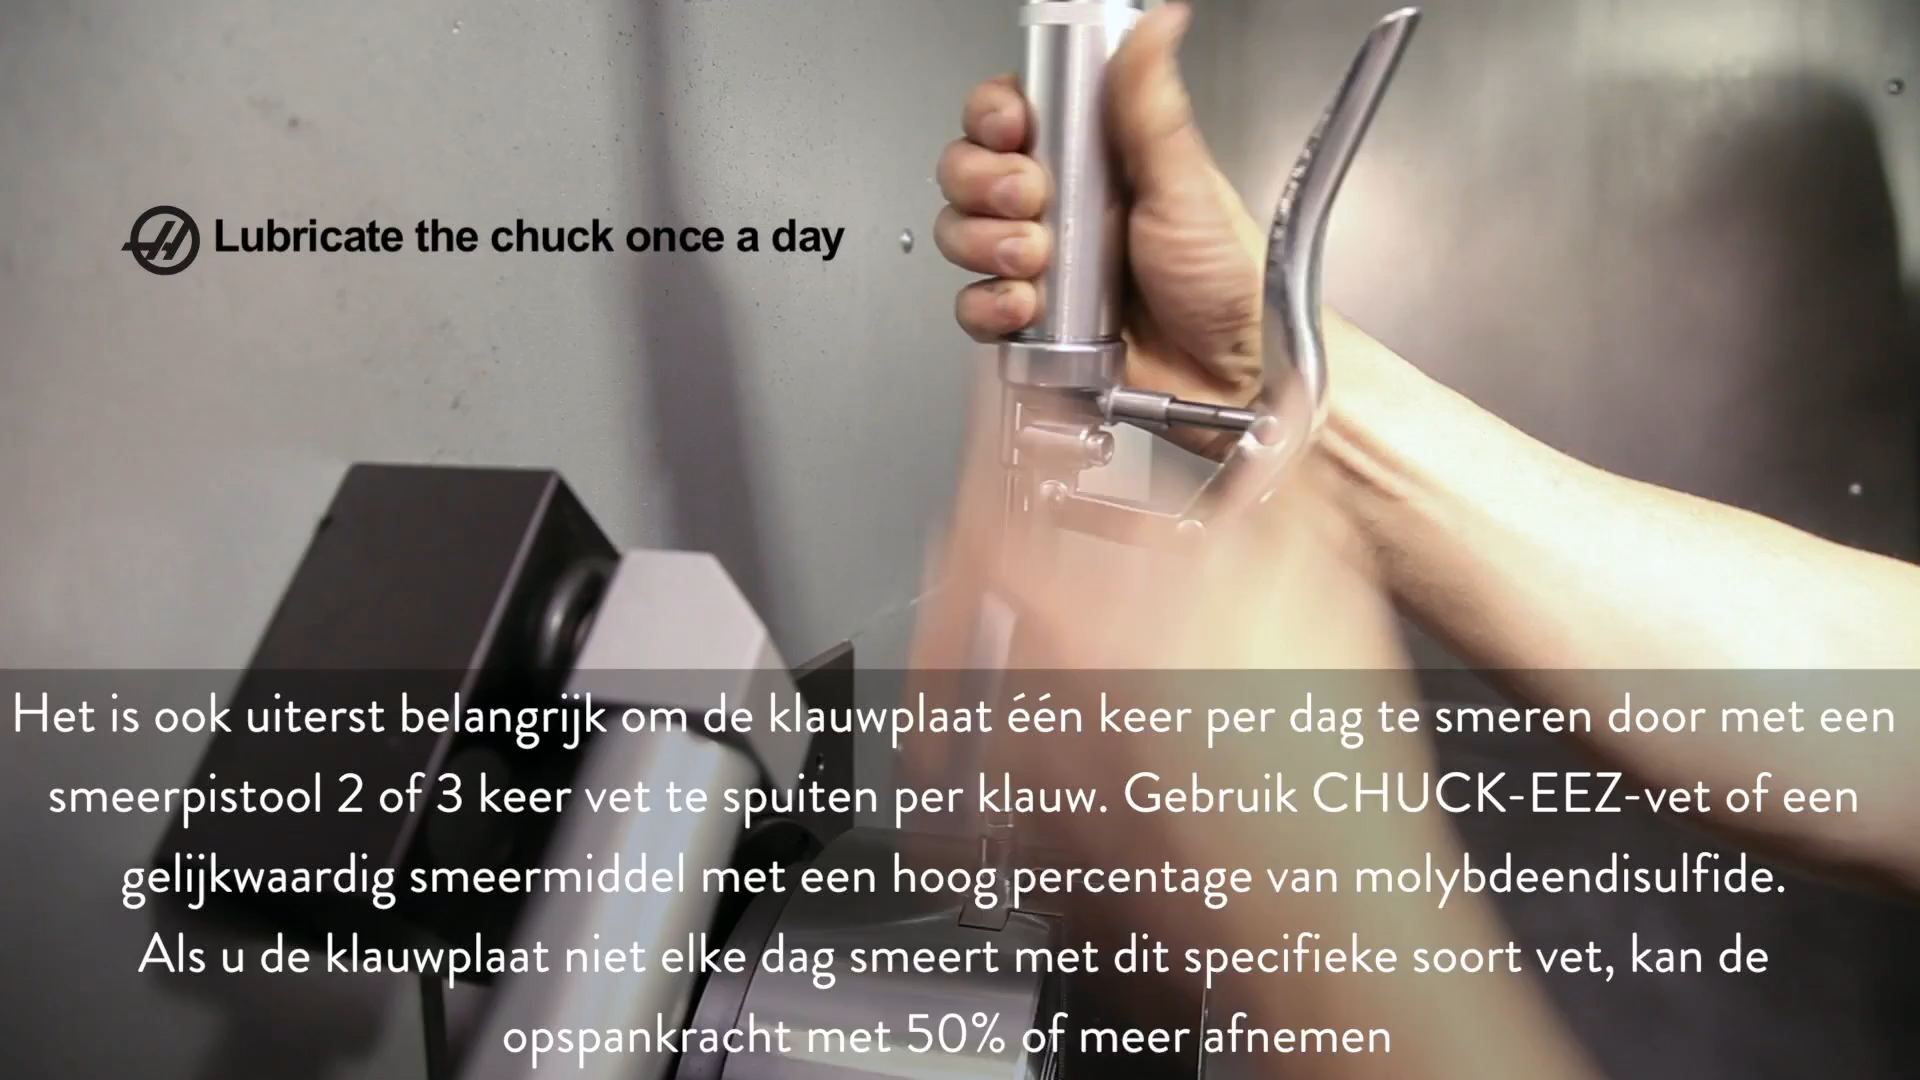 Lubricate the chuck once a day
Het is ook uiterst belangrijk om de klauwplaat één keer per dag te smeren door met een
smeerpistool 2 of 3 keer vet te spuiten per klauw. Gebruik CHUCK-EEZ-vet of een
gelijkwaardig smeermiddel met een hoog percentage van molybdeendisulfide.
Als u de klauwplaat niet elke dag smeert met dit specifieke soort vet, kan de
opspankracht met 50% of meer afnemen